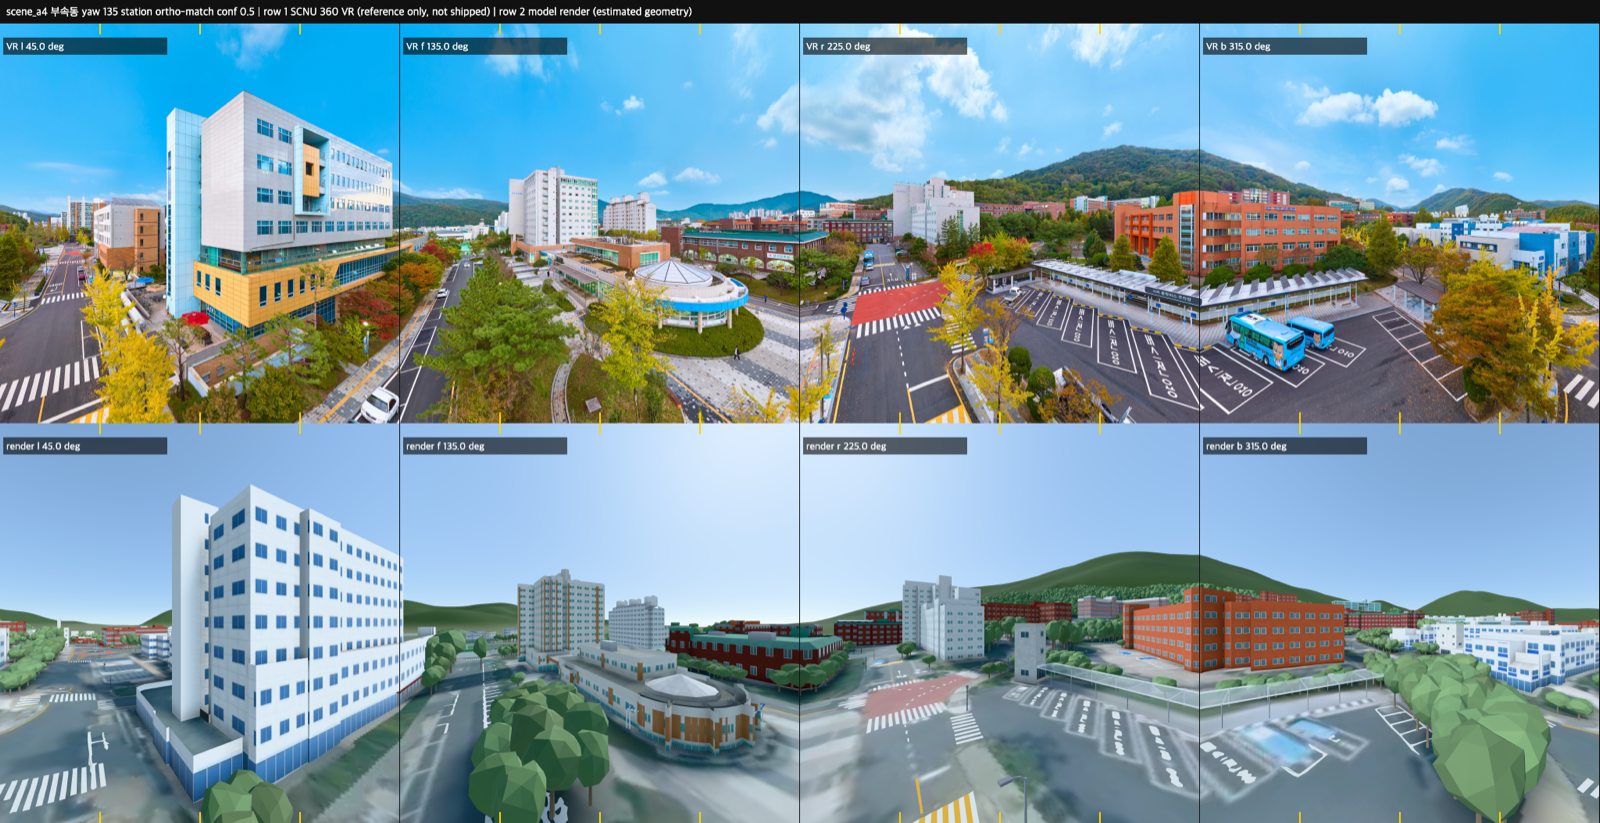 scene_a4 부속동 yaw 135 station ortho-match conf 0.5 | row 1 SCNU 360 VR (reference only, not shipped) | row 2 model render (estimated geometry)
VR l 45.0 deg
VR f 135.0 deg
VR r 225.0 deg
VR b 315.0 deg
render l 45.0 deg
render f 135.0 deg
render r 225.0 deg
render b 315.0 deg